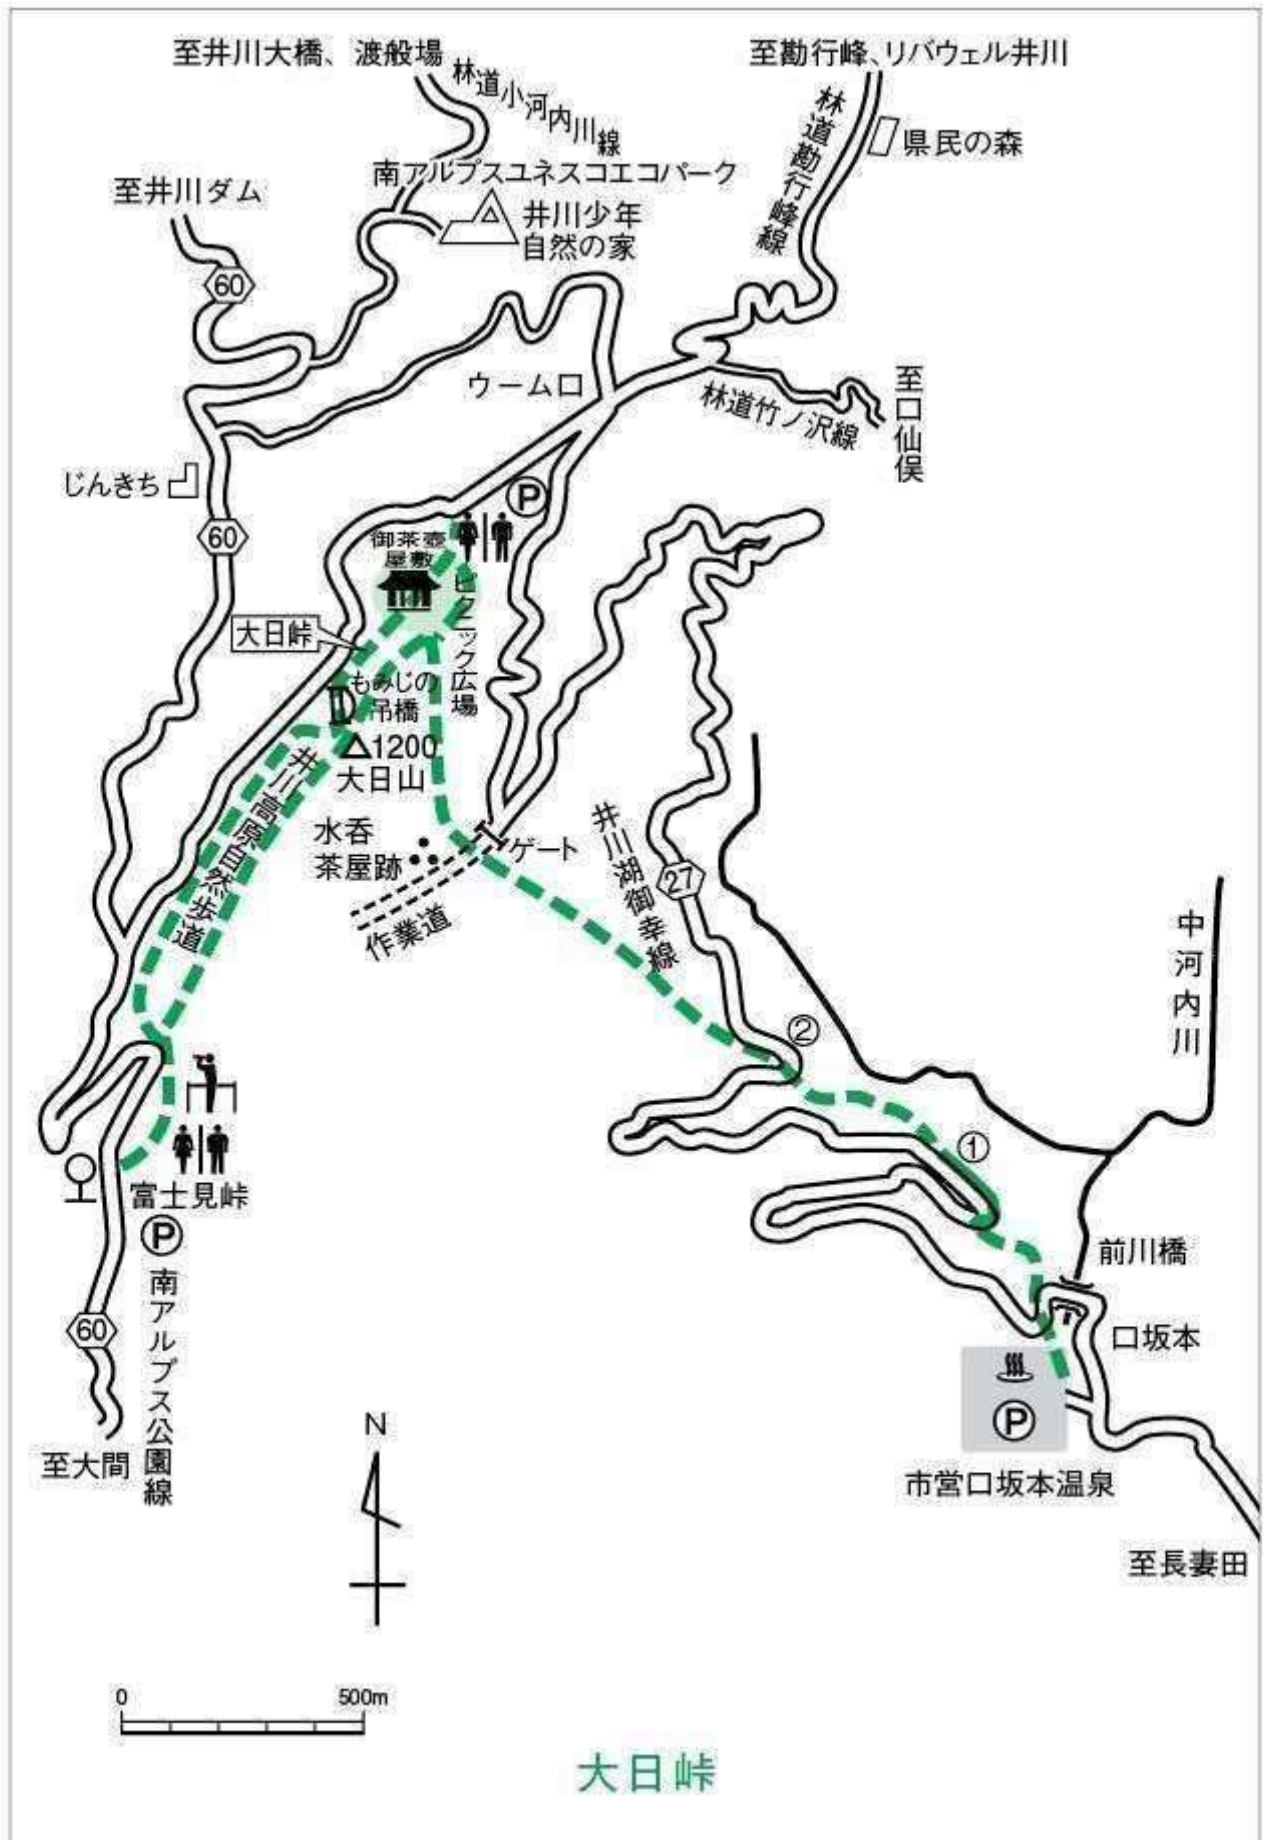 至井川大橋、渡船場
林道小河内川線
至勘行峰、リバウェル井川
林道勘行峰線
県民の森
南アルプスユネスコエコパーク
井川少年
自然の家
至井川ダム
60
ウームロ
林道竹ノ沢線
至口仙俣
じんきち
60
P
御茶壺
屋敷
ピクニック広場
大日峠
もみじの
吊橋
1200
大日山
井川高原自然歩道
水呑
茶屋跡
ゲート
作業道
井川湖御幸線
27
中河内川
②
①
富士見峠
P
南アルプス公園線
60
至大間
前川橋
口坂本
P
市営口坂本温泉
至長妻田
N
0
500m
大日峠